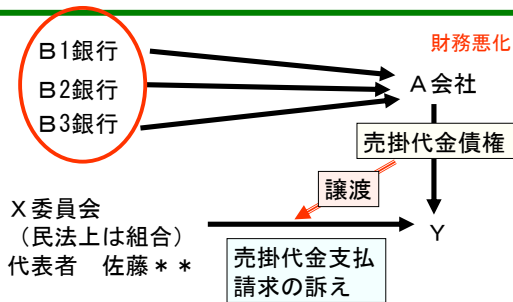 B1銀行
B2銀行
B3銀行
財務悪化
A会社
売掛代金債権
譲渡
X委員会
（民法上は組合）
代表者　佐藤＊＊
Y
売掛代金支払
請求の訴え